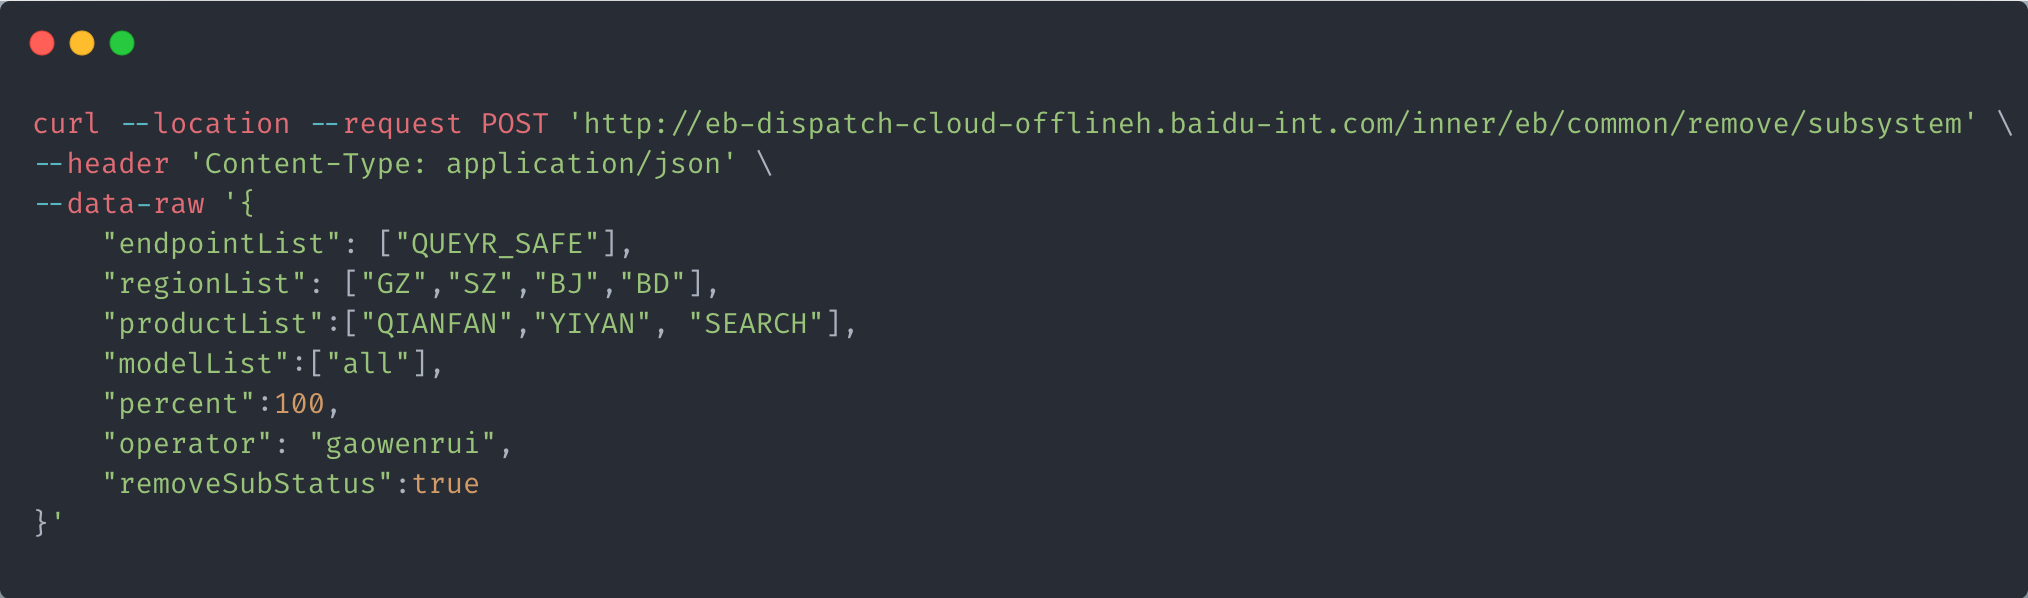 curl --location --request POST 'http://eb-dispatch-cloud-offlineh.baidu-int.com/inner/eb/common/remove/subsystem' \
--header 'Content-Type: application/json' \
--data-raw '{
    "endpointList": ["QUEYR_SAFE"],
    "regionList": ["GZ","SZ","BJ","BD"],
    "productList":["QIANFAN","YIYAN", "SEARCH"],
    "modelList":["all"],
    "percent":100,
    "operator": "gaowenrui",
    "removeSubStatus":true
}'